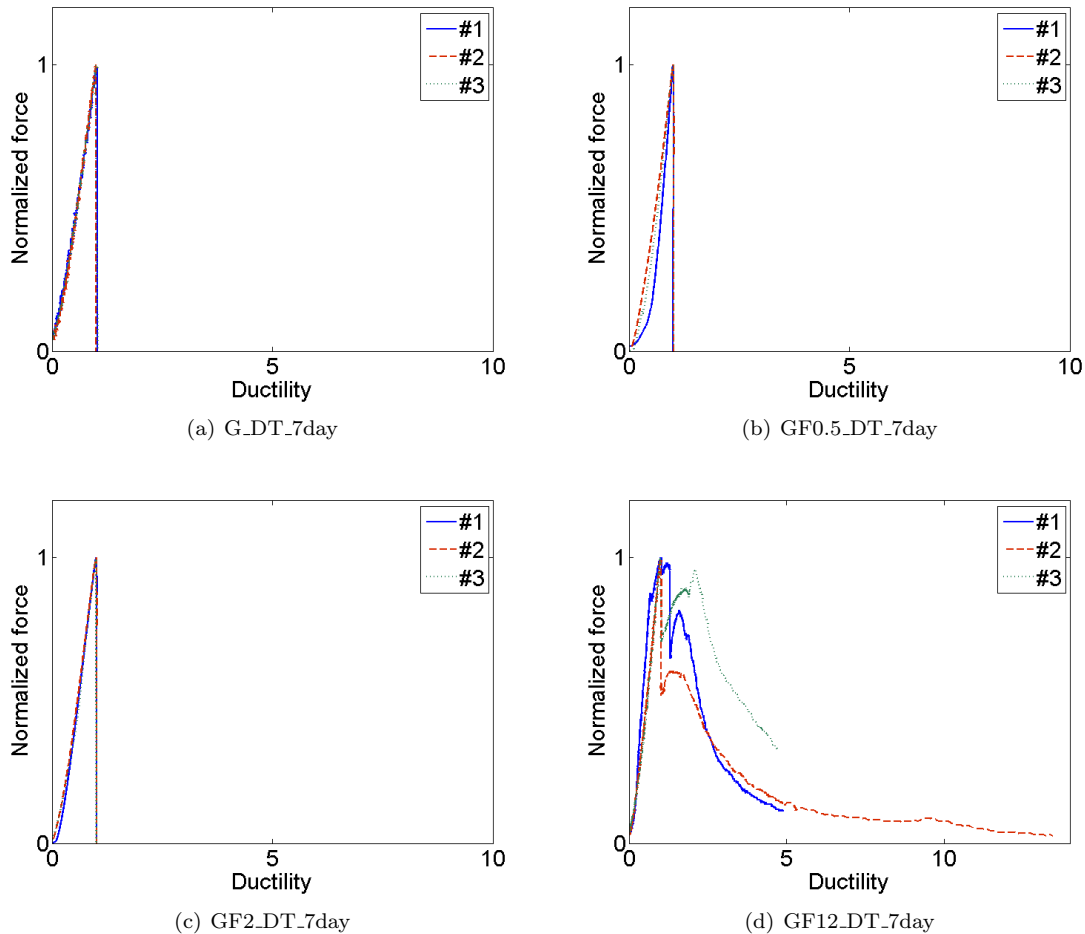 #1
#2
#3
1
0
Normalized force
0
5
10
Ductility
(a) G_DT_7day
#1
#2
#3
1
0
Normalized force
0
5
10
Ductility
(b) GF0.5_DT_7day
#1
#2
#3
1
0
Normalized force
0
5
10
Ductility
(c) GF2_DT_7day
#1
#2
#3
1
0
Normalized force
0
5
10
Ductility
(d) GF12_DT_7day